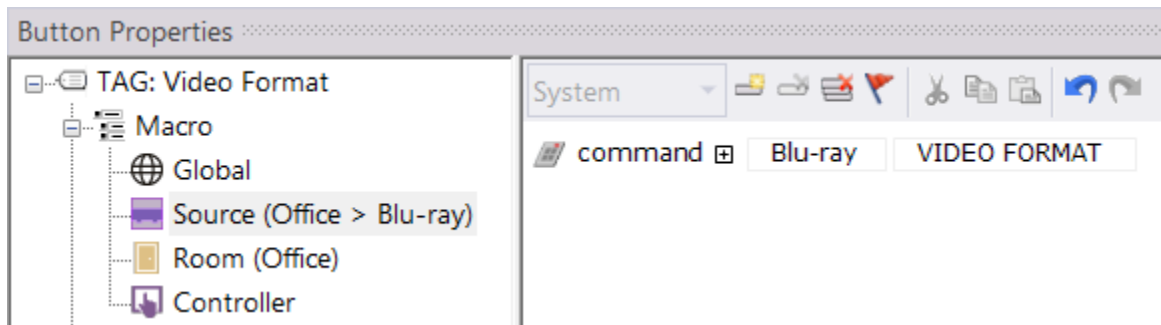 Button Properties
TAG: Video Format
Macro
Global
Source (Office > Blu-ray)
Room (Office)
Controller
System
command Blu-ray VIDEO FORMAT